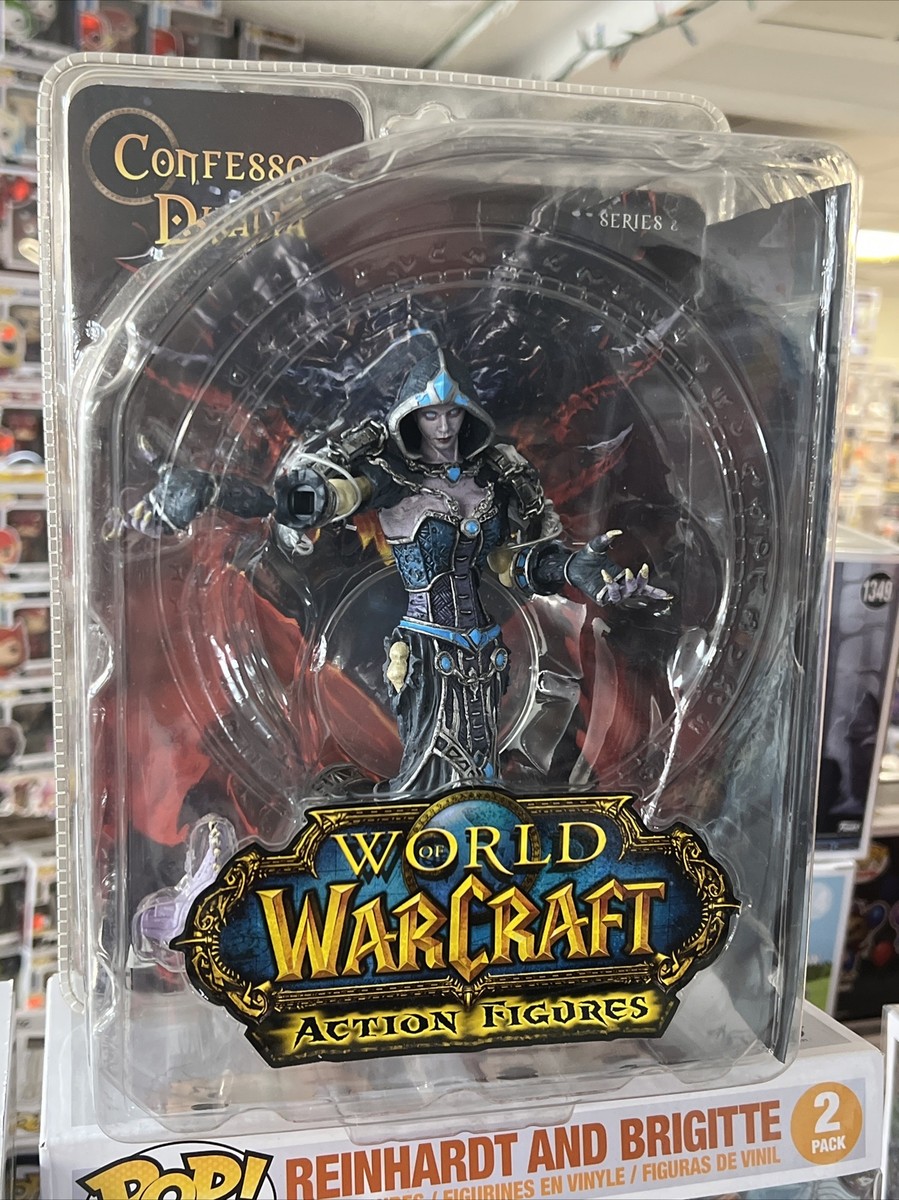 CONFESSOR
DHALIA
SERIES
WORLD
OF
WARCRAFT
ACTION FIGURES
1349
POP!
REINHARDT AND BRIGITTE
2
PACK
/ FIGURINES EN VINYLE / FIGURAS DE VINIL